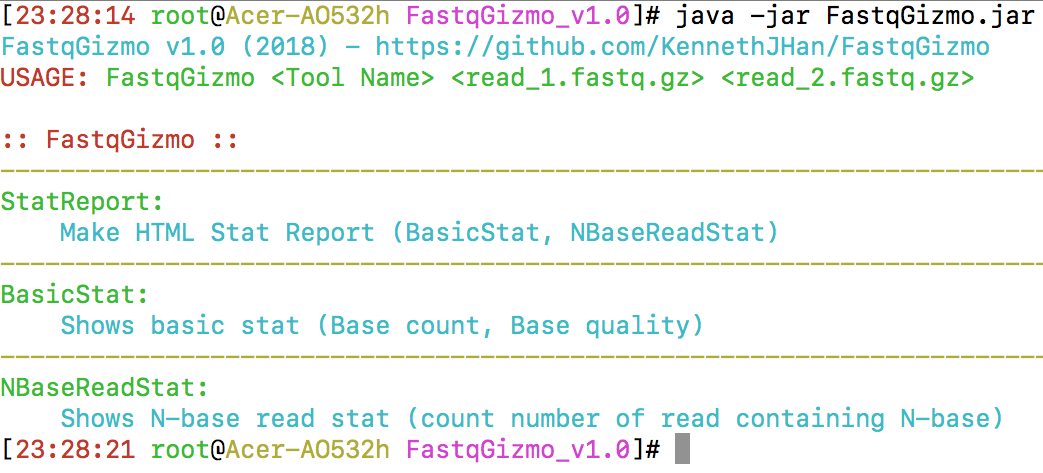 [23:28:14 root@Acer-AO532h FastqGizmo_v1.0]# java -jar FastqGizmo.jar
FastqGizmo v1.0 (2018) - https://github.com/KennethJHan/FastqGizmo
USAGE: FastqGizmo <Tool Name> <read_1.fastq.gz> <read_2.fastq.gz>
:: FastqGizmo ::
----------------------------------------------------------------------
StatReport:
    Make HTML Stat Report (BasicStat, NBaseReadStat)
----------------------------------------------------------------------
BasicStat:
    Shows basic stat (Base count, Base quality)
----------------------------------------------------------------------
NBaseReadStat:
    Shows N-base read stat (count number of read containing N-base)
[23:28:21 root@Acer-AO532h FastqGizmo_v1.0]#